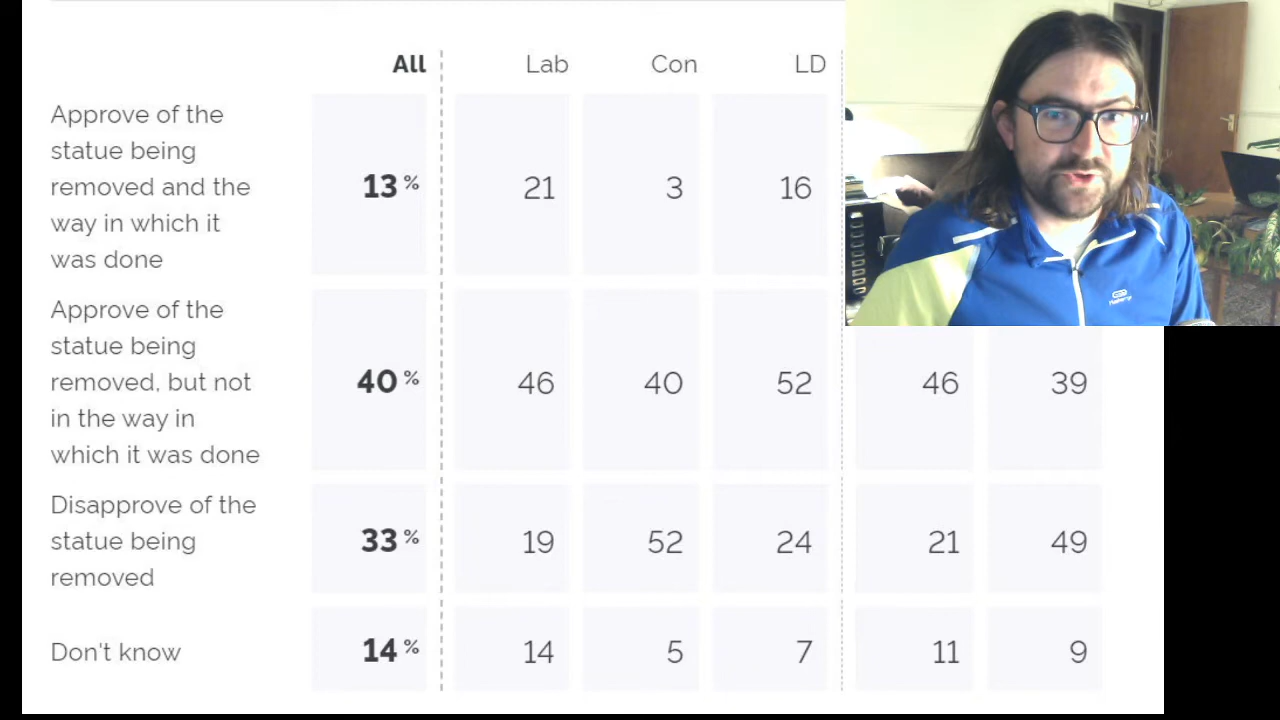 All Lab Con LD
Approve of the
statue being
removed and the
way in which it
was done
13 % 21 3 16
Approve of the
statue being
removed, but not
in the way in
which it was done
40 % 46 40 52 46 39
Disapprove of the
statue being
removed
33 % 19 52 24 21 49
Don't know
14 % 14 5 7 11 9